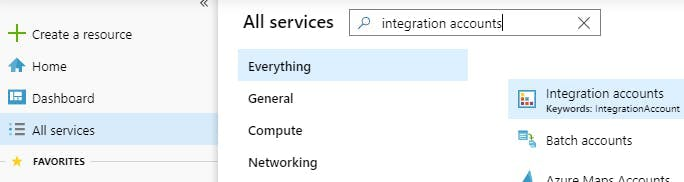 «
Create a resource
Home
Dashboard
All services
FAVORITES
All services
integration accounts
Everything
General
Compute
Networking
Integration accounts
Keywords: IntegrationAccount
Batch accounts
Azure Maps Accounts